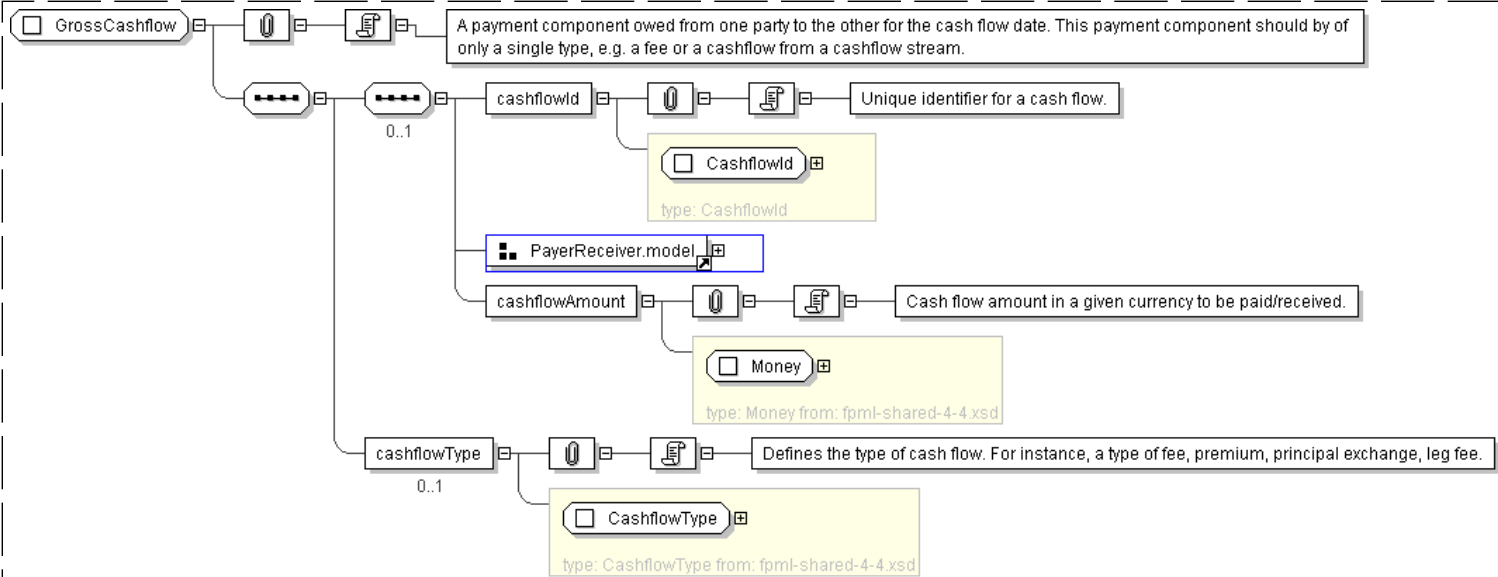 GrossCashflow
A payment component owed from one party to the other for the cash flow date. This payment component should by of
only a single type, e.g. a fee or a cashflow from a cashflow stream.
0..1
cashflowId
Unique identifier for a cash flow.
CashflowId
type: CashflowId
PayerReceiver.model
cashflowAmount
Cash flow amount in a given currency to be paid/received.
Money
type: Money from: fpml-shared-4-4.xsd
cashflowType
0..1
Defines the type of cash flow. For instance, a type of fee, premium, principal exchange, leg fee.
CashflowType
type: CashflowType from: fpml-shared-4-4.xsd